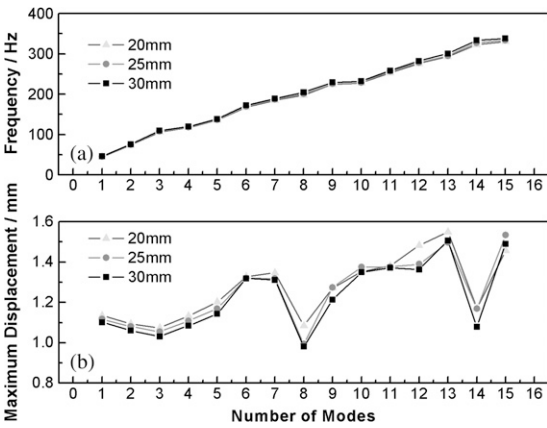 400
300
200
100
0
Frequency / Hz
20mm
25mm
30mm
(a)
0 1 2 3 4 5 6 7 8 9 10 11 12 13 14 15 16
1.6
1.4
1.2
1.0
0.8
Maximum Displacement / mm
20mm
25mm
30mm
(b)
0 1 2 3 4 5 6 7 8 9 10 11 12 13 14 15 16
Number of Modes